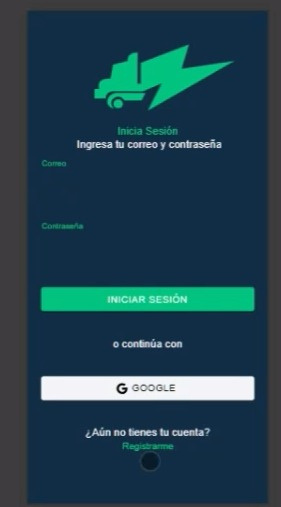 Inicia Sesión
Ingresa tu correo y contraseña
Correo
Contraseña
INICIAR SESIÓN
o continúa con
GOOGLE
¿Aún no tienes tu cuenta?
Registrarme